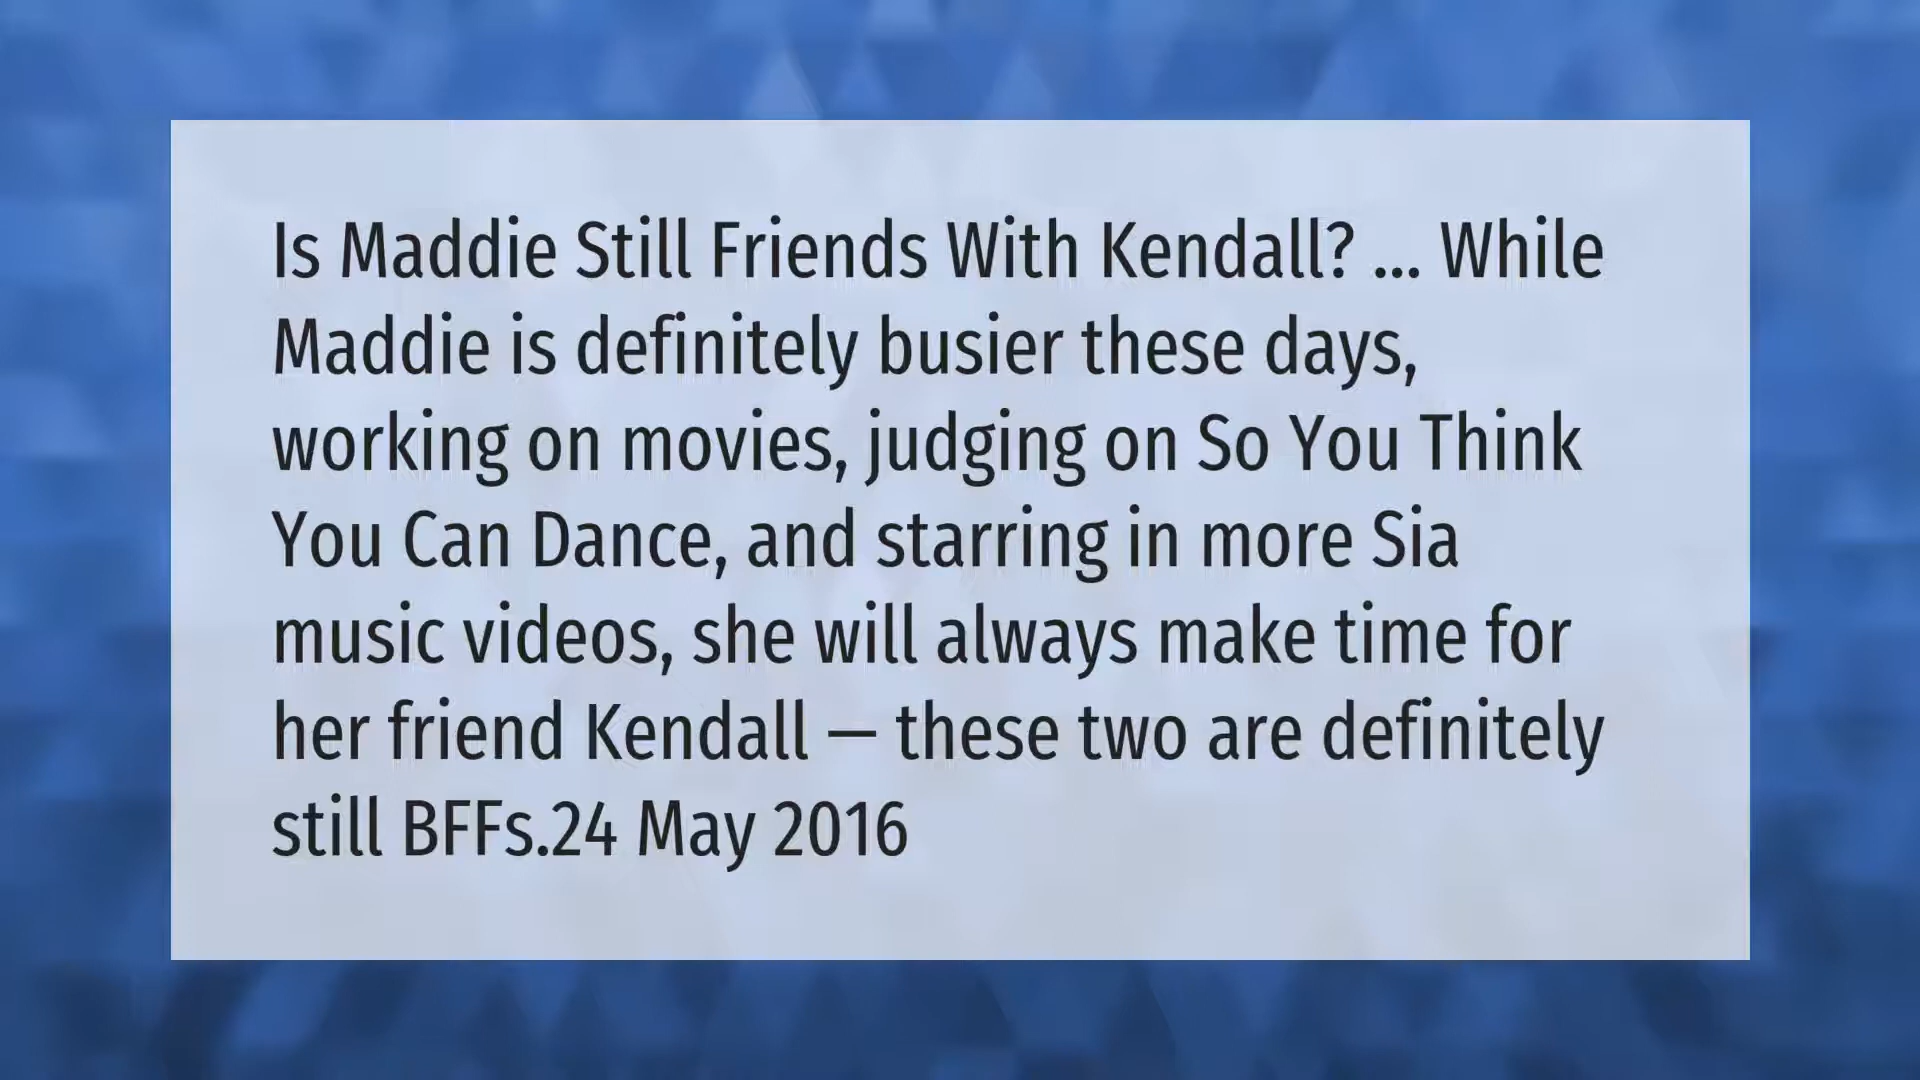 Is Maddie Still Friends With Kendall? ... While
Maddie is definitely busier these days,
working on movies, judging on So You Think
You Can Dance, and starring in more Sia
music videos, she will always make time for
her friend Kendall — these two are definitely
still BFFs.24 May 2016